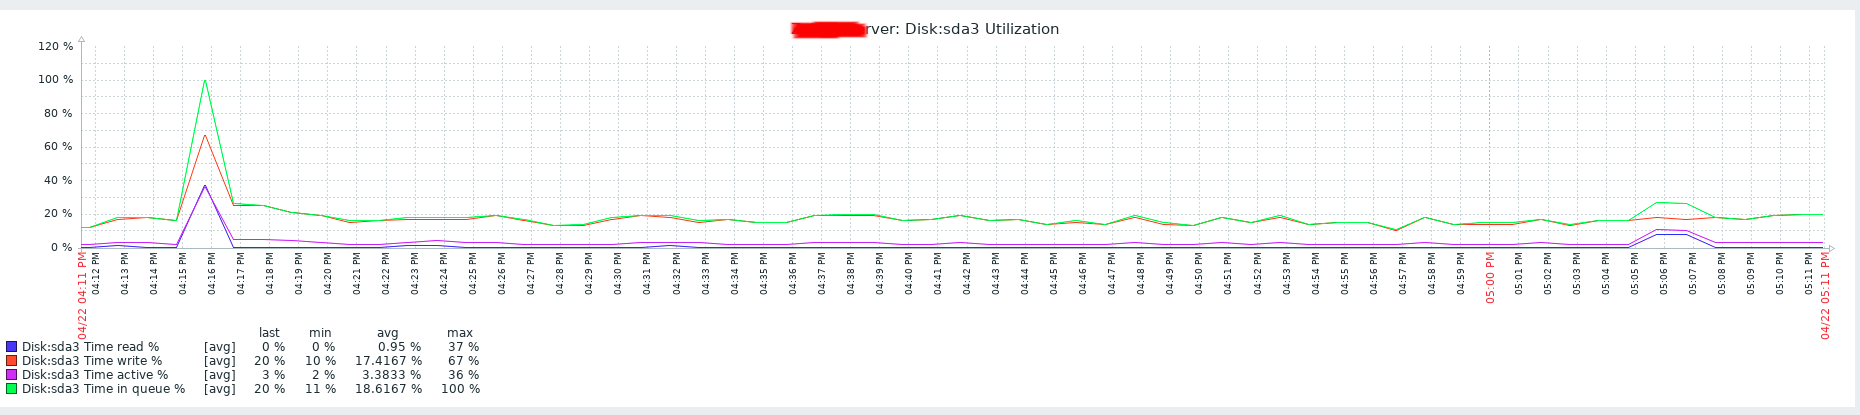 rver: Disk:sda3 Utilization
120 %
100 %
80 %
60 %
40 %
20 %
0 %
04/22 04:11 PM
04:12 PM
04:13 PM
04:14 PM
04:15 PM
04:16 PM
04:17 PM
04:18 PM
04:19 PM
04:20 PM
04:21 PM
04:22 PM
04:23 PM
04:24 PM
04:25 PM
04:26 PM
04:27 PM
04:28 PM
04:29 PM
04:30 PM
04:31 PM
04:32 PM
04:33 PM
04:34 PM
04:35 PM
04:36 PM
04:37 PM
04:38 PM
04:39 PM
04:40 PM
04:41 PM
04:42 PM
04:43 PM
04:44 PM
04:45 PM
04:46 PM
04:47 PM
04:48 PM
04:49 PM
04:50 PM
04:51 PM
04:52 PM
04:53 PM
04:54 PM
04:55 PM
04:56 PM
04:57 PM
04:58 PM
04:59 PM
05:00 PM
05:01 PM
05:02 PM
05:03 PM
05:04 PM
05:05 PM
05:06 PM
05:07 PM
05:08 PM
05:09 PM
05:10 PM
05:11 PM
04/22 05:11 PM
last min avg max
Disk:sda3 Time read % [avg] 0 % 0 % 0.95 % 37 %
Disk:sda3 Time write % [avg] 20 % 10 % 17.4167 % 67 %
Disk:sda3 Time active % [avg] 3 % 2 % 3.3833 % 36 %
Disk:sda3 Time in queue % [avg] 20 % 11 % 18.6167 % 100 %